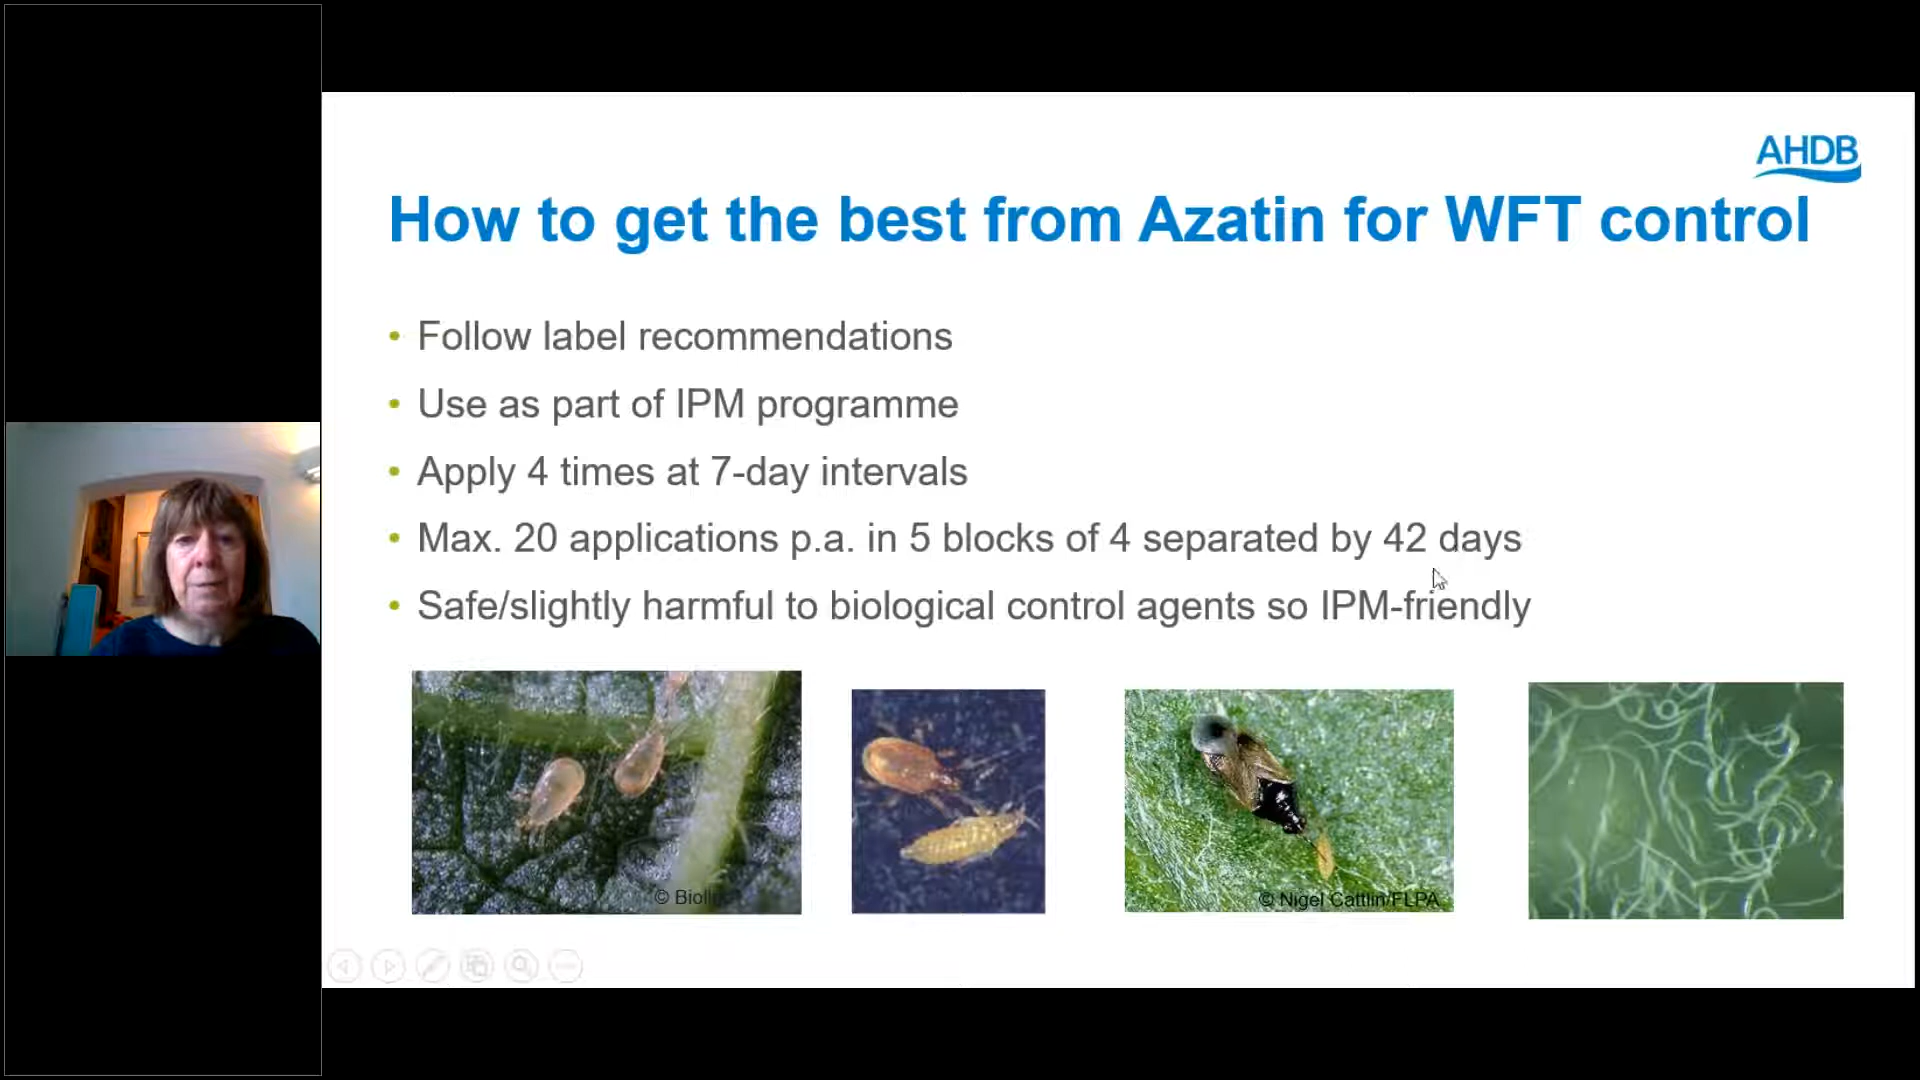 AHDB
How to get the best from Azatin for WFT control
• Follow label recommendations
• Use as part of IPM programme
• Apply 4 times at 7-day intervals
• Max. 20 applications p.a. in 5 blocks of 4 separated by 42 days
• Safe/slightly harmful to biological control agents so IPM-friendly
© Nigel Cattlin/FLPA